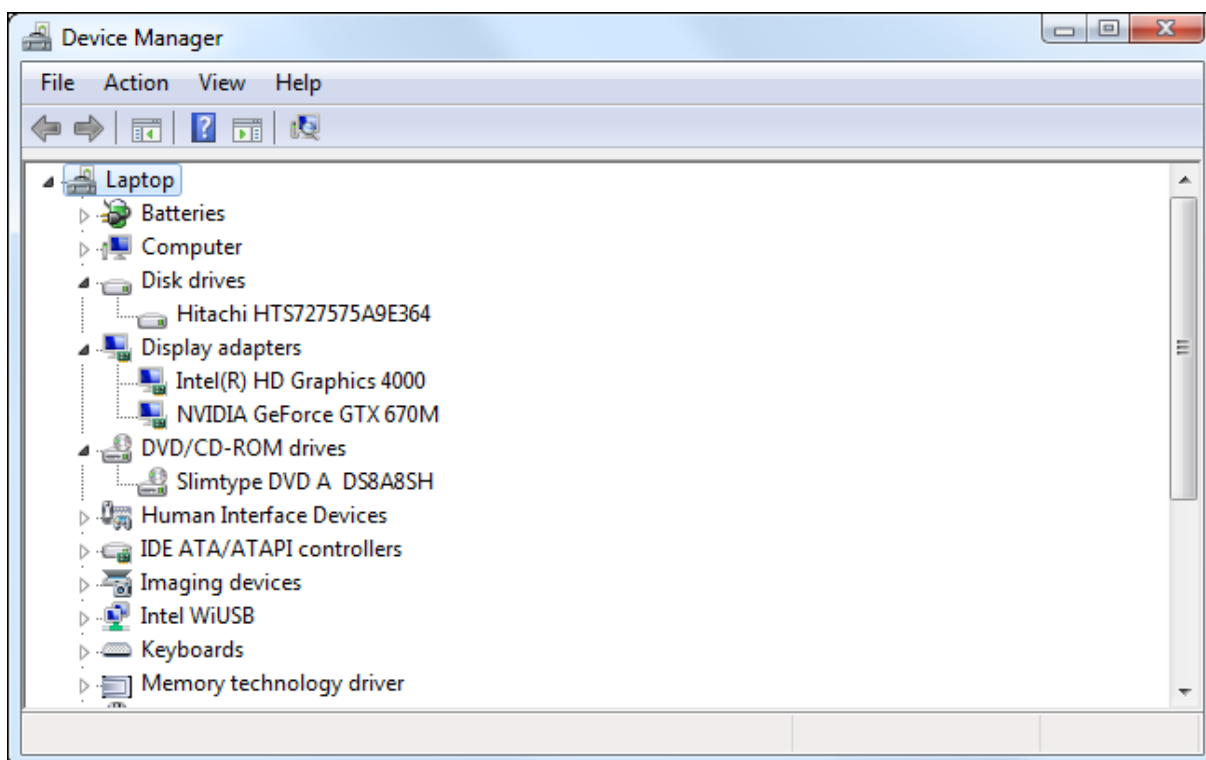 Device Manager
File Action View Help
Laptop
Batteries
Computer
Disk drives
Hitachi HTS727575A9E364
Display adapters
Intel(R) HD Graphics 4000
NVIDIA GeForce GTX 670M
DVD/CD-ROM drives
Slimtype DVD A  DS8A8SH
Human Interface Devices
IDE ATA/ATAPI controllers
Imaging devices
Intel WiUSB
Keyboards
Memory technology driver